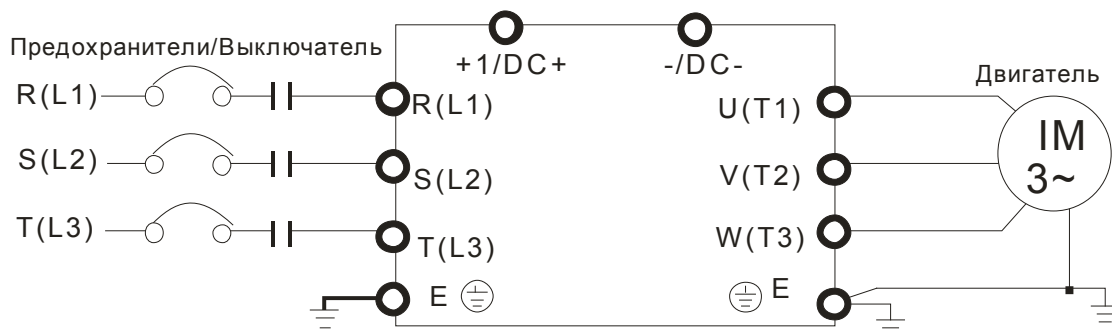 Предохранители/Выключатель
+1/DC+
-/DC-
Двигатель
R(L1)
R(L1)
U(T1)
IM
3~
S(L2)
S(L2)
V(T2)
T(L3)
T(L3)
W(T3)
E
E